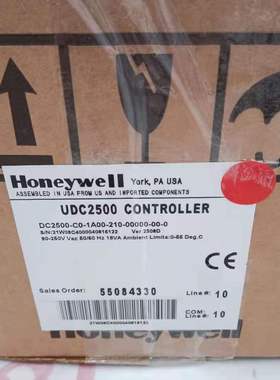 Honeywell York, PA USA
ASSEMBLED IN USA FROM US AND IMPORTED COMPONENTS
UDC2500 CONTROLLER
DC2500-C0-1A00-210-00000-00-0
90-250V Vac 50/60 Hz 18VA Ambient Limits:0-55 Deg.C
Sales Order: 55084330 Line#: 10
COM#: 10
Honeywell